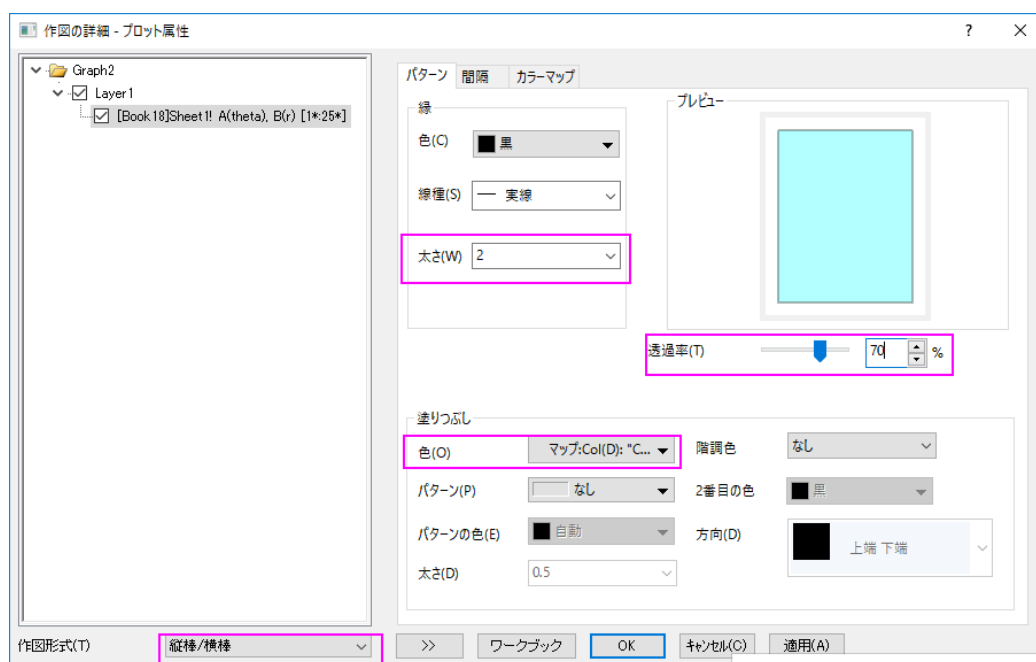 作図の詳細 - プロット属性
?
Graph2
Layer1
[Book18]Sheet1! A(theta), B(r) [1*:25*]
パターン 間隔 カラーマップ
縁
色(C) 黒
線種(S) 実線
太さ(W) 2
プレビュー
透過率(T) 70 %
塗りつぶし
色(O) マップ:Col(D): "C...
階調色 なし
パターン(P) なし
2番目の色 黒
パターンの色(E) 自動
方向(D) 上端 下端
太さ(D) 0.5
作図形式(T) 縦棒/横棒
>> ワークブック OK キャンセル(C) 適用(A)